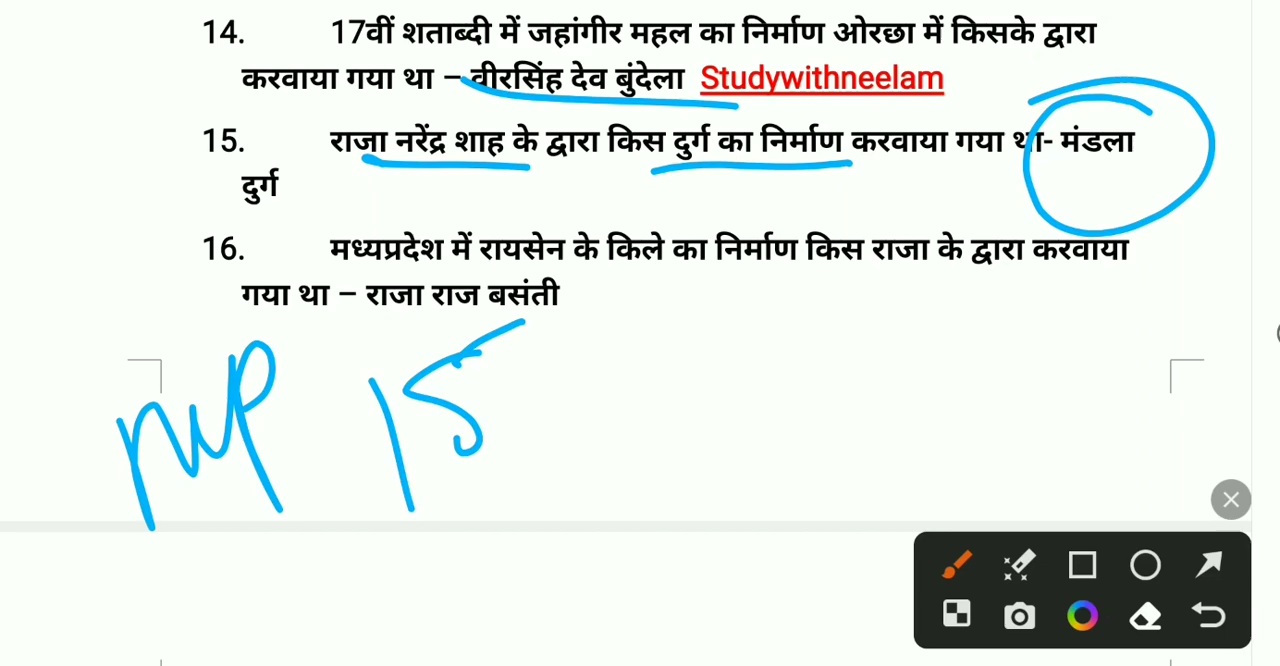 14. 17वीं शताब्दी में जहांगीर महल का निर्माण ओरछा में किसके द्वारा
करवाया गया था – वीरसिंह देव बुंदेला Studywithneelam
15. राजा नरेंद्र शाह के द्वारा किस दुर्ग का निर्माण करवाया गया था- मंडला
दुर्ग
16. मध्यप्रदेश में रायसेन के किले का निर्माण किस राजा के द्वारा करवाया
गया था – राजा राज बसंती
MP 15